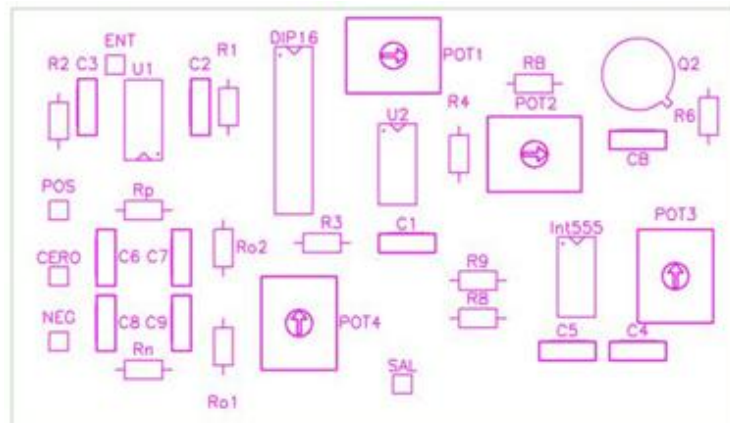 ENT
DIP16
R2
C3
U1
C2
R1
POT1
RB
Q2
R4
POT2
U2
R6
CB
POS
Rp
R3
C1
Int555
POT3
CERO
C6
C7
Ro2
R9
R8
NEG
C8
C9
POT4
C5
C4
Rn
SAL
Ro1